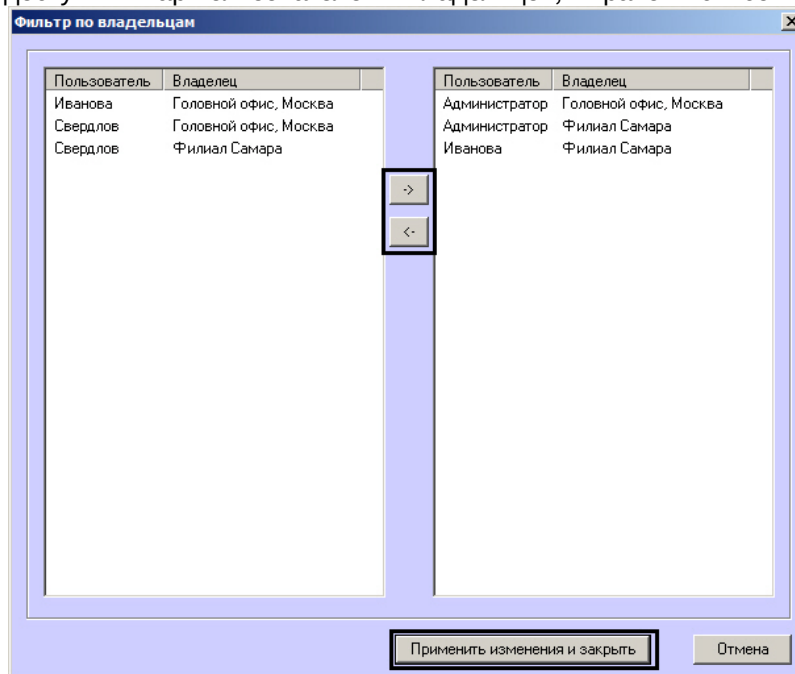 Фильтр по владельцам
Пользователь Владелец
Иванова Головной офис, Москва
Свердлов Головной офис, Москва
Свердлов Филиал Самара
->
<-
Пользователь Владелец
Администратор Головной офис, Москва
Администратор Филиал Самара
Иванова Филиал Самара
Применить изменения и закрыть
Отмена